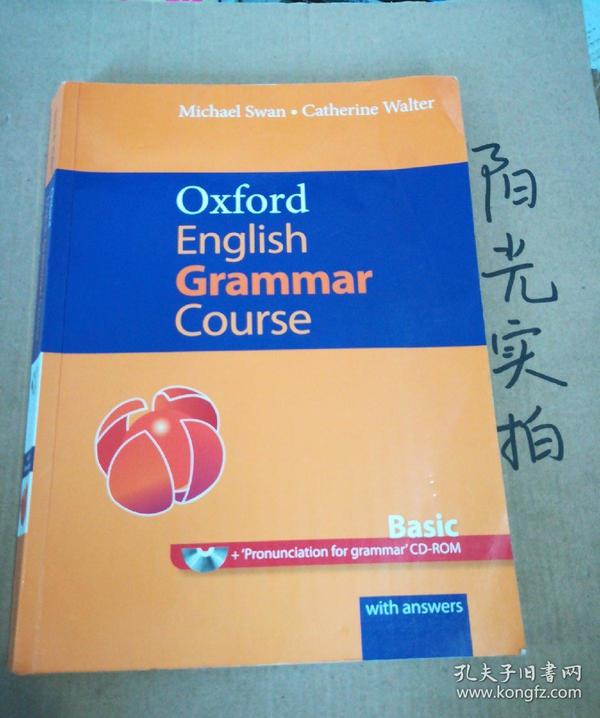 Michael Swan • Catherine Walter
Oxford
English
Grammar
Course
Basic
+ 'Pronunciation for grammar' CD-ROM
with answers
阳光实拍
孔夫子旧书网
www.kongfz.com